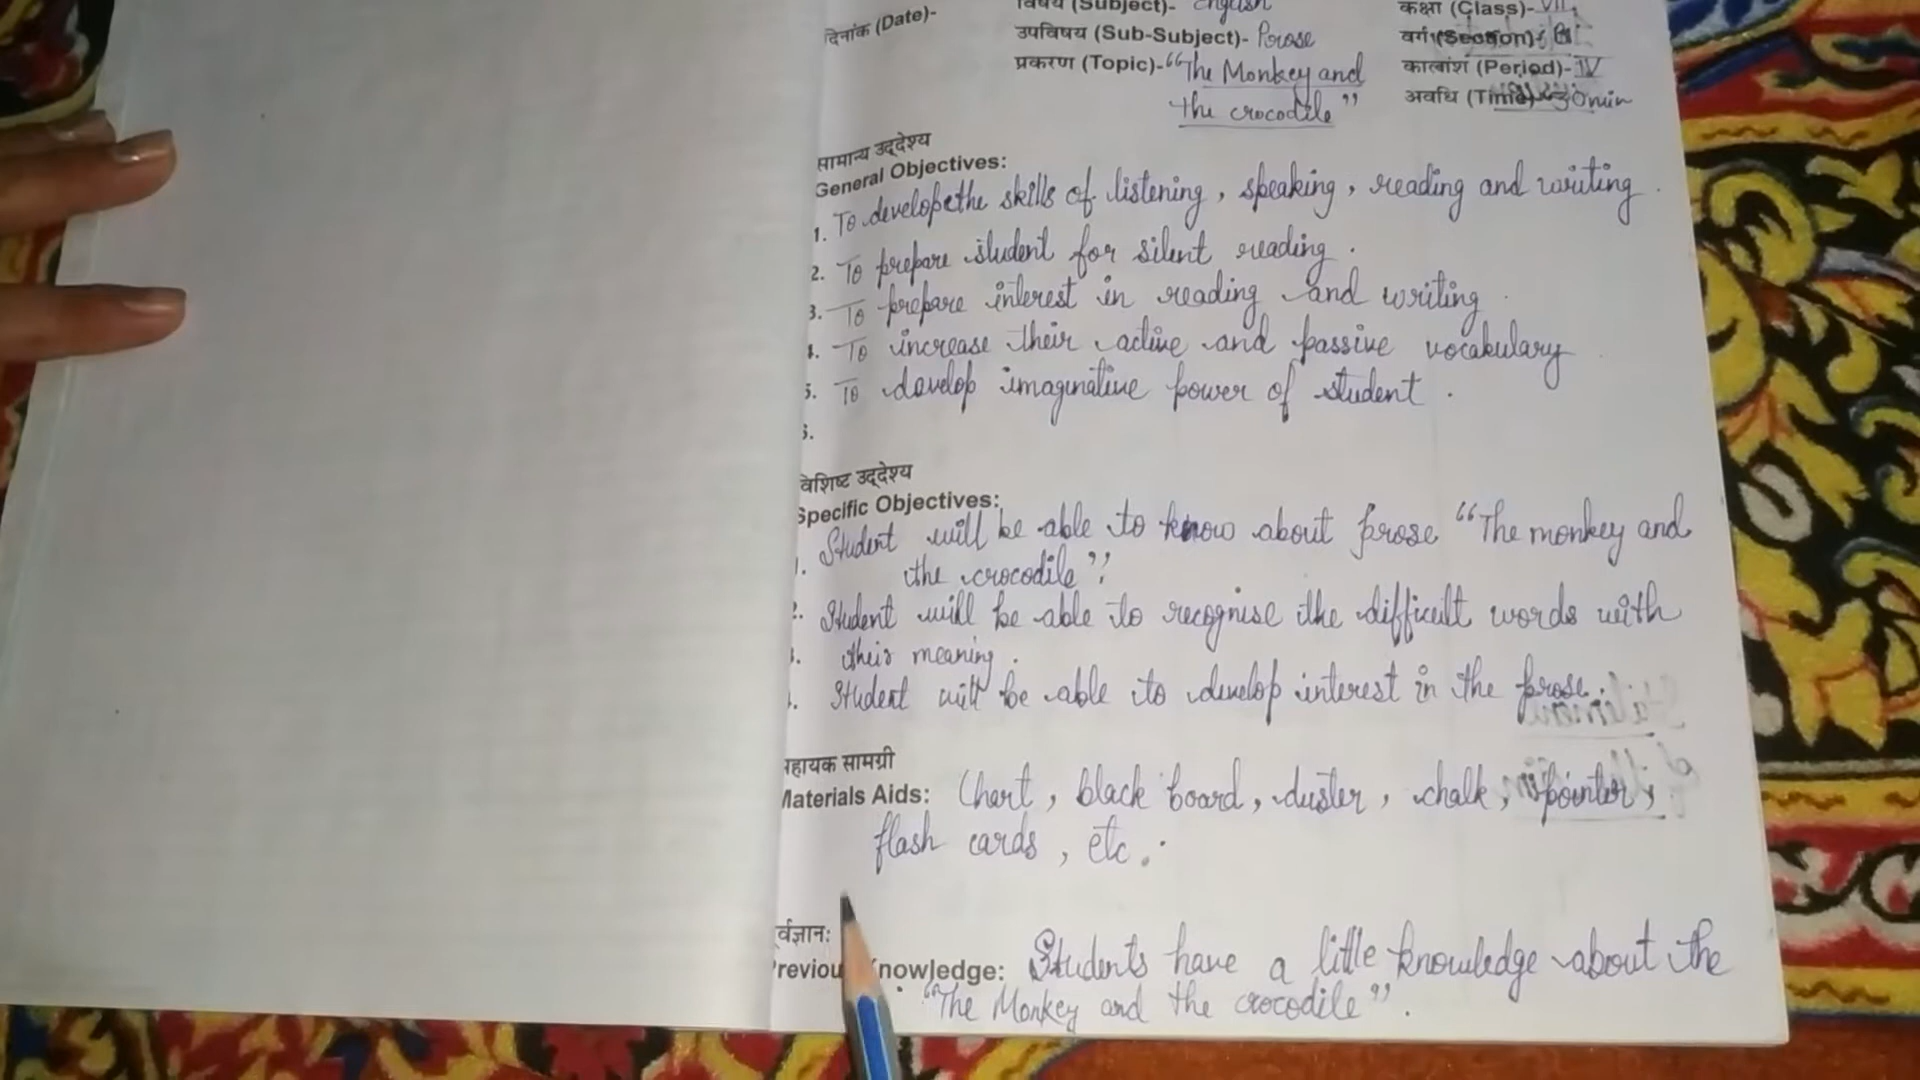 दिनांक (Date)-
विषय (Subject)- English
कक्षा (Class)- VII
उपविषय (Sub-Subject)- Prose
वर्ग (Section)-
प्रकरण (Topic)- "The Monkey and
the crocodile"
कालांश (Period)- IV
अवधि (Time)- 30min
सामान्य उद्देश्य
General Objectives:
1. To develope the skills of listening, speaking, reading and writing.
2. To prepare student for silent reading.
3. To prepare interest in reading and writing.
4. To increase their active and passive vocabulary
5. To develop imaginative power of student.
6.
वेशिष्ट उद्देश्य
Specific Objectives:
1. Student will be able to know about prose "The monkey and
the crocodile".
2. Student will be able to recognise the difficult words with
3. their meaning.
4. Student will be able to develop interest in the prose.
सहायक सामग्री
Materials Aids: Chart, black board, duster, chalk, pointer,
flash cards, etc.
र्वज्ञान:
Previous Knowledge: Students have a little knowledge about the
"The Monkey and the crocodile".